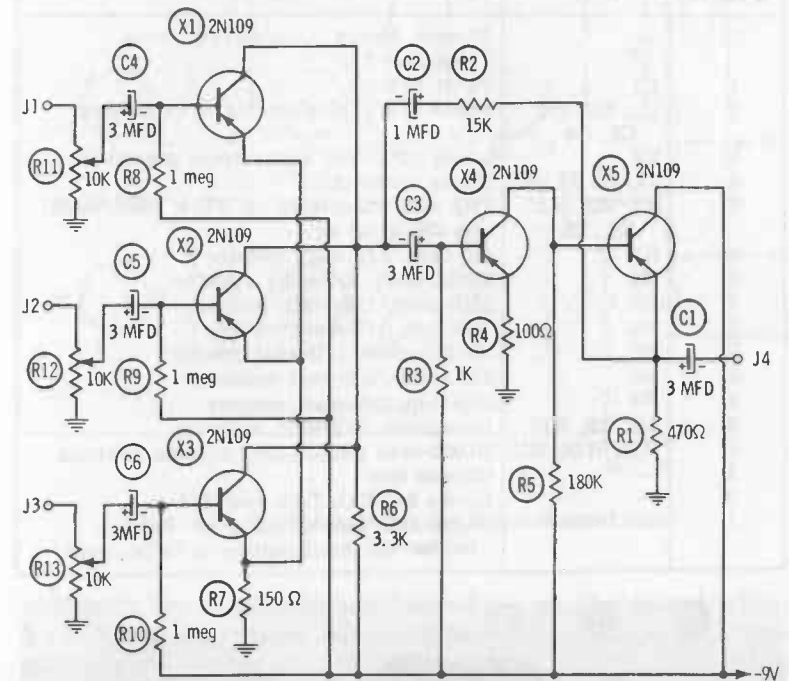 X1 2N109
C4
C2 R2
J1
- +
+ -
3 MFD
1 MFD
15K
R11
10K
R8
1 meg
X4 2N109
X5 2N109
C3
X2 2N109
- +
C5
3 MFD
J2
+ -
3 MFD
R4
100Ω
C1
R12
10K
R9
1 meg
R3
1K
+ -
J4
3 MFD
X3 2N109
R1
470Ω
C6
R5
180K
J3
+ -
3MFD
R6
3.3K
R13
10K
R7
150 Ω
R10
1 meg
-9V